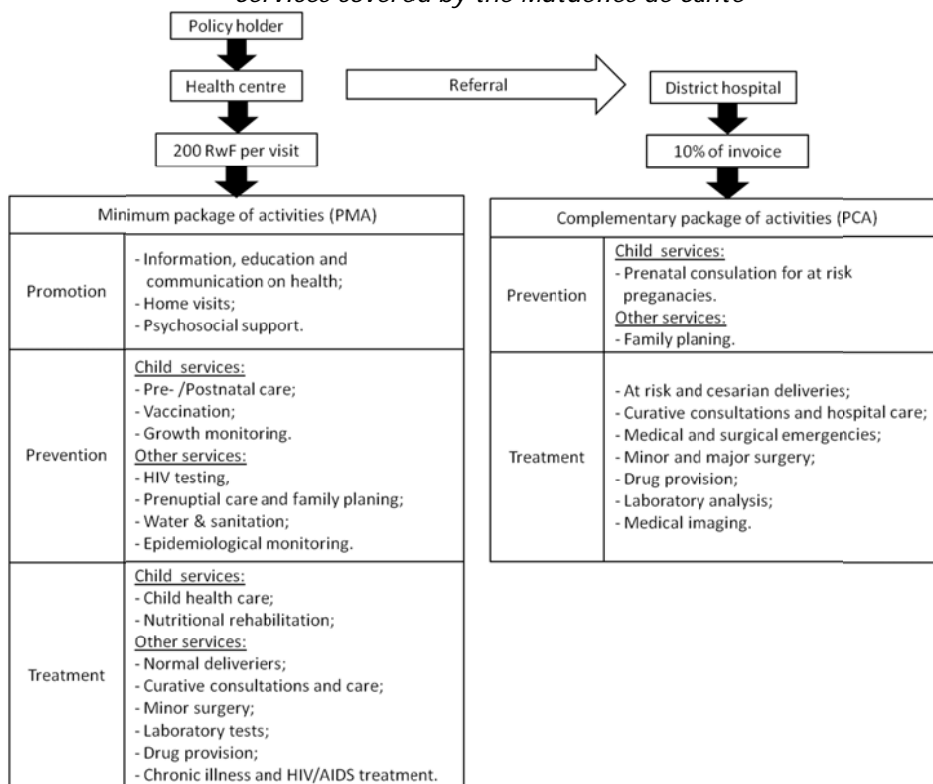 services covered by the Mutuelles de Santé
Policy holder
Health centre
Referral
District hospital
200 RwF per visit
10% of invoice
Minimum package of activities (PMA)
Promotion
- Information, education and
communication on health;
- Home visits;
- Psychosocial support.
Prevention
Child services:
- Pre- /Postnatal care;
- Vaccination;
- Growth monitoring.
Other services:
- HIV testing,
- Prenuptial care and family planing;
- Water & sanitation;
- Epidemiological monitoring.
Treatment
Child services:
- Child health care;
- Nutritional rehabilitation;
Other services:
- Normal deliveriers;
- Curative consultations and care;
- Minor surgery;
- Laboratory tests;
- Drug provision;
- Chronic illness and HIV/AIDS treatment.
Complementary package of activities (PCA)
Prevention
Child services:
- Prenatal consulation for at risk
preganacies.
Other services:
- Family planing.
Treatment
- At risk and cesarian deliveries;
- Curative consultations and hospital care;
- Medical and surgical emergencies;
- Minor and major surgery;
- Drug provision;
- Laboratory analysis;
- Medical imaging.